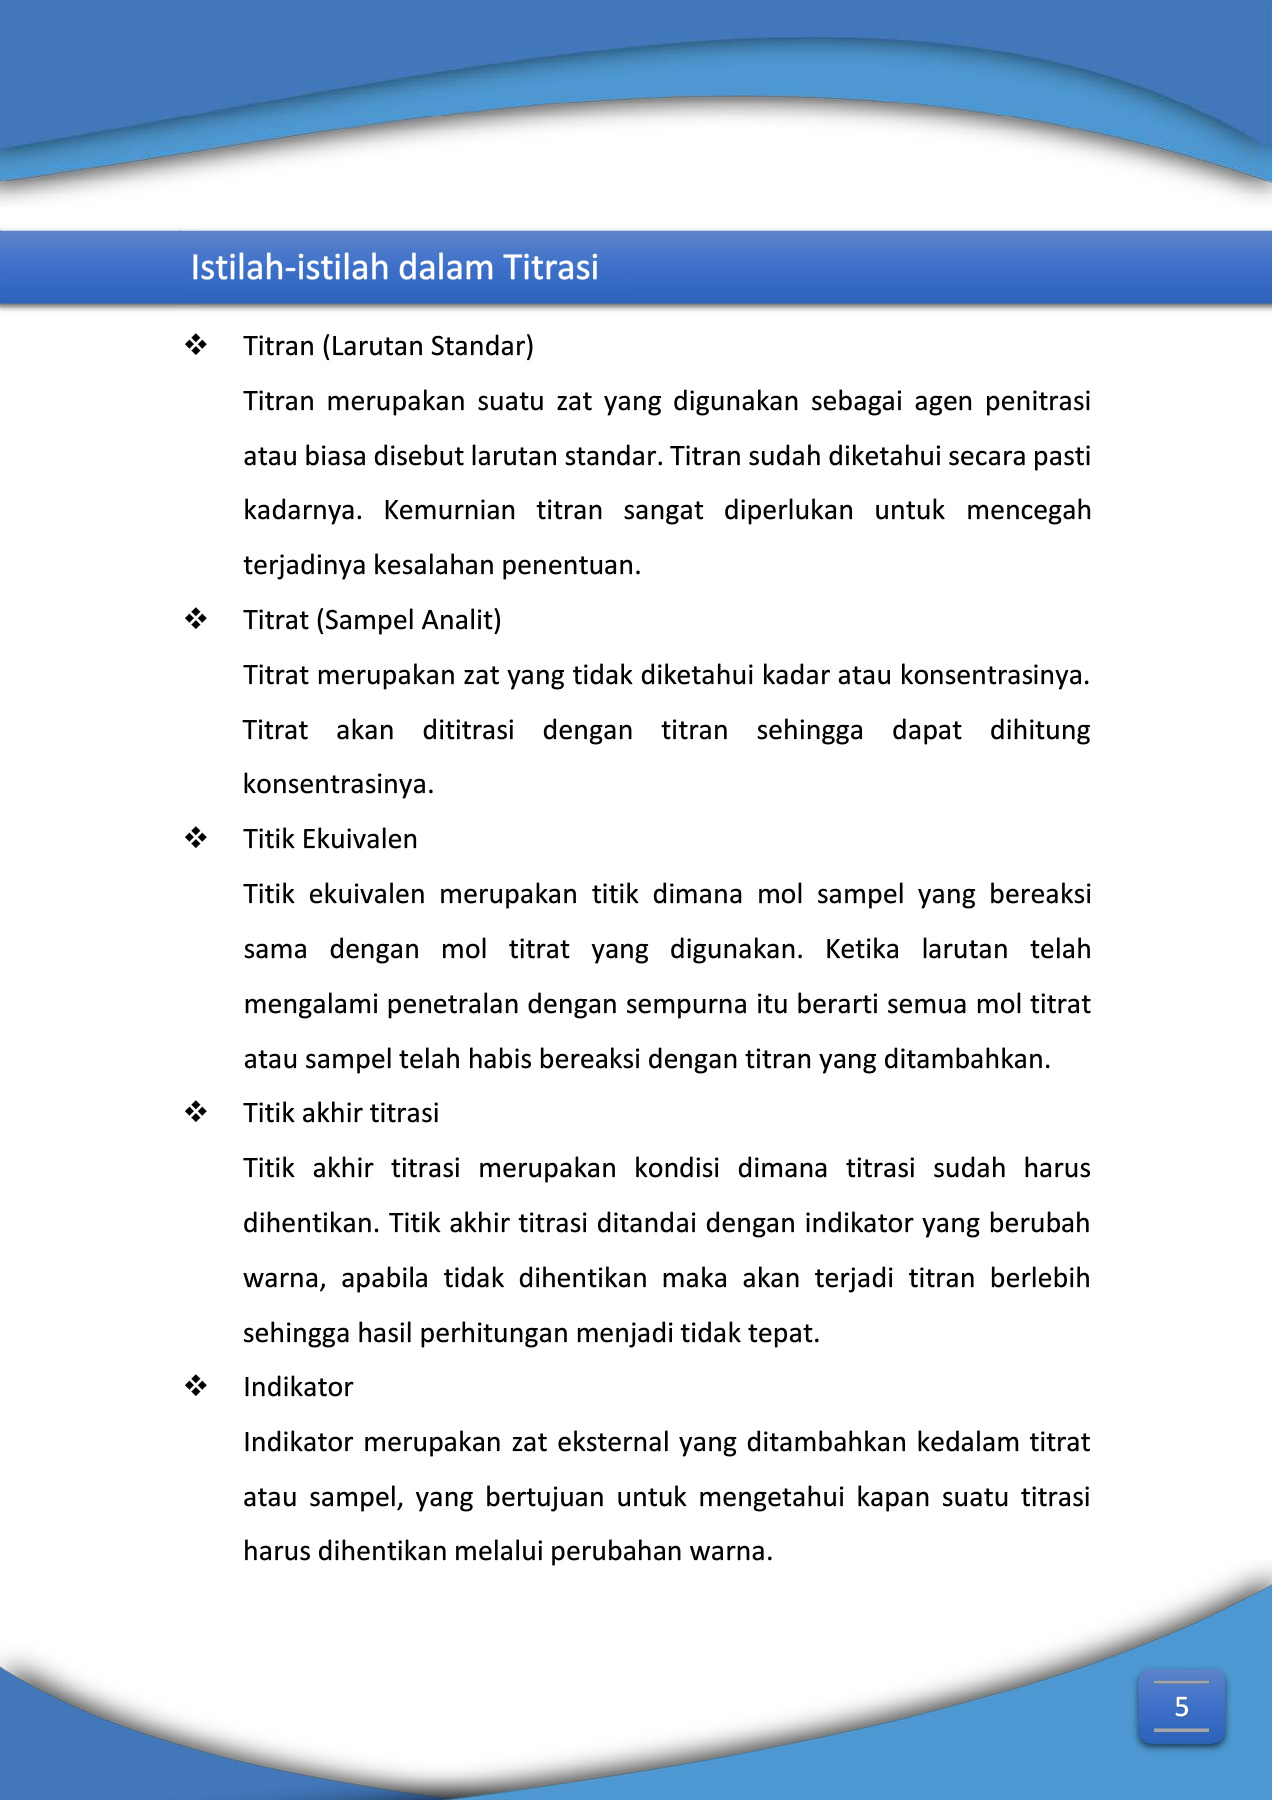 Istilah-istilah dalam Titrasi
❖ Titran (Larutan Standar)
Titran merupakan suatu zat yang digunakan sebagai agen penitrasi
atau biasa disebut larutan standar. Titran sudah diketahui secara pasti
kadarnya. Kemurnian titran sangat diperlukan untuk mencegah
terjadinya kesalahan penentuan.
❖ Titrat (Sampel Analit)
Titrat merupakan zat yang tidak diketahui kadar atau konsentrasinya.
Titrat akan dititrasi dengan titran sehingga dapat dihitung
konsentrasinya.
❖ Titik Ekuivalen
Titik ekuivalen merupakan titik dimana mol sampel yang bereaksi
sama dengan mol titrat yang digunakan. Ketika larutan telah
mengalami penetralan dengan sempurna itu berarti semua mol titrat
atau sampel telah habis bereaksi dengan titran yang ditambahkan.
❖ Titik akhir titrasi
Titik akhir titrasi merupakan kondisi dimana titrasi sudah harus
dihentikan. Titik akhir titrasi ditandai dengan indikator yang berubah
warna, apabila tidak dihentikan maka akan terjadi titran berlebih
sehingga hasil perhitungan menjadi tidak tepat.
❖ Indikator
Indikator merupakan zat eksternal yang ditambahkan kedalam titrat
atau sampel, yang bertujuan untuk mengetahui kapan suatu titrasi
harus dihentikan melalui perubahan warna.
5